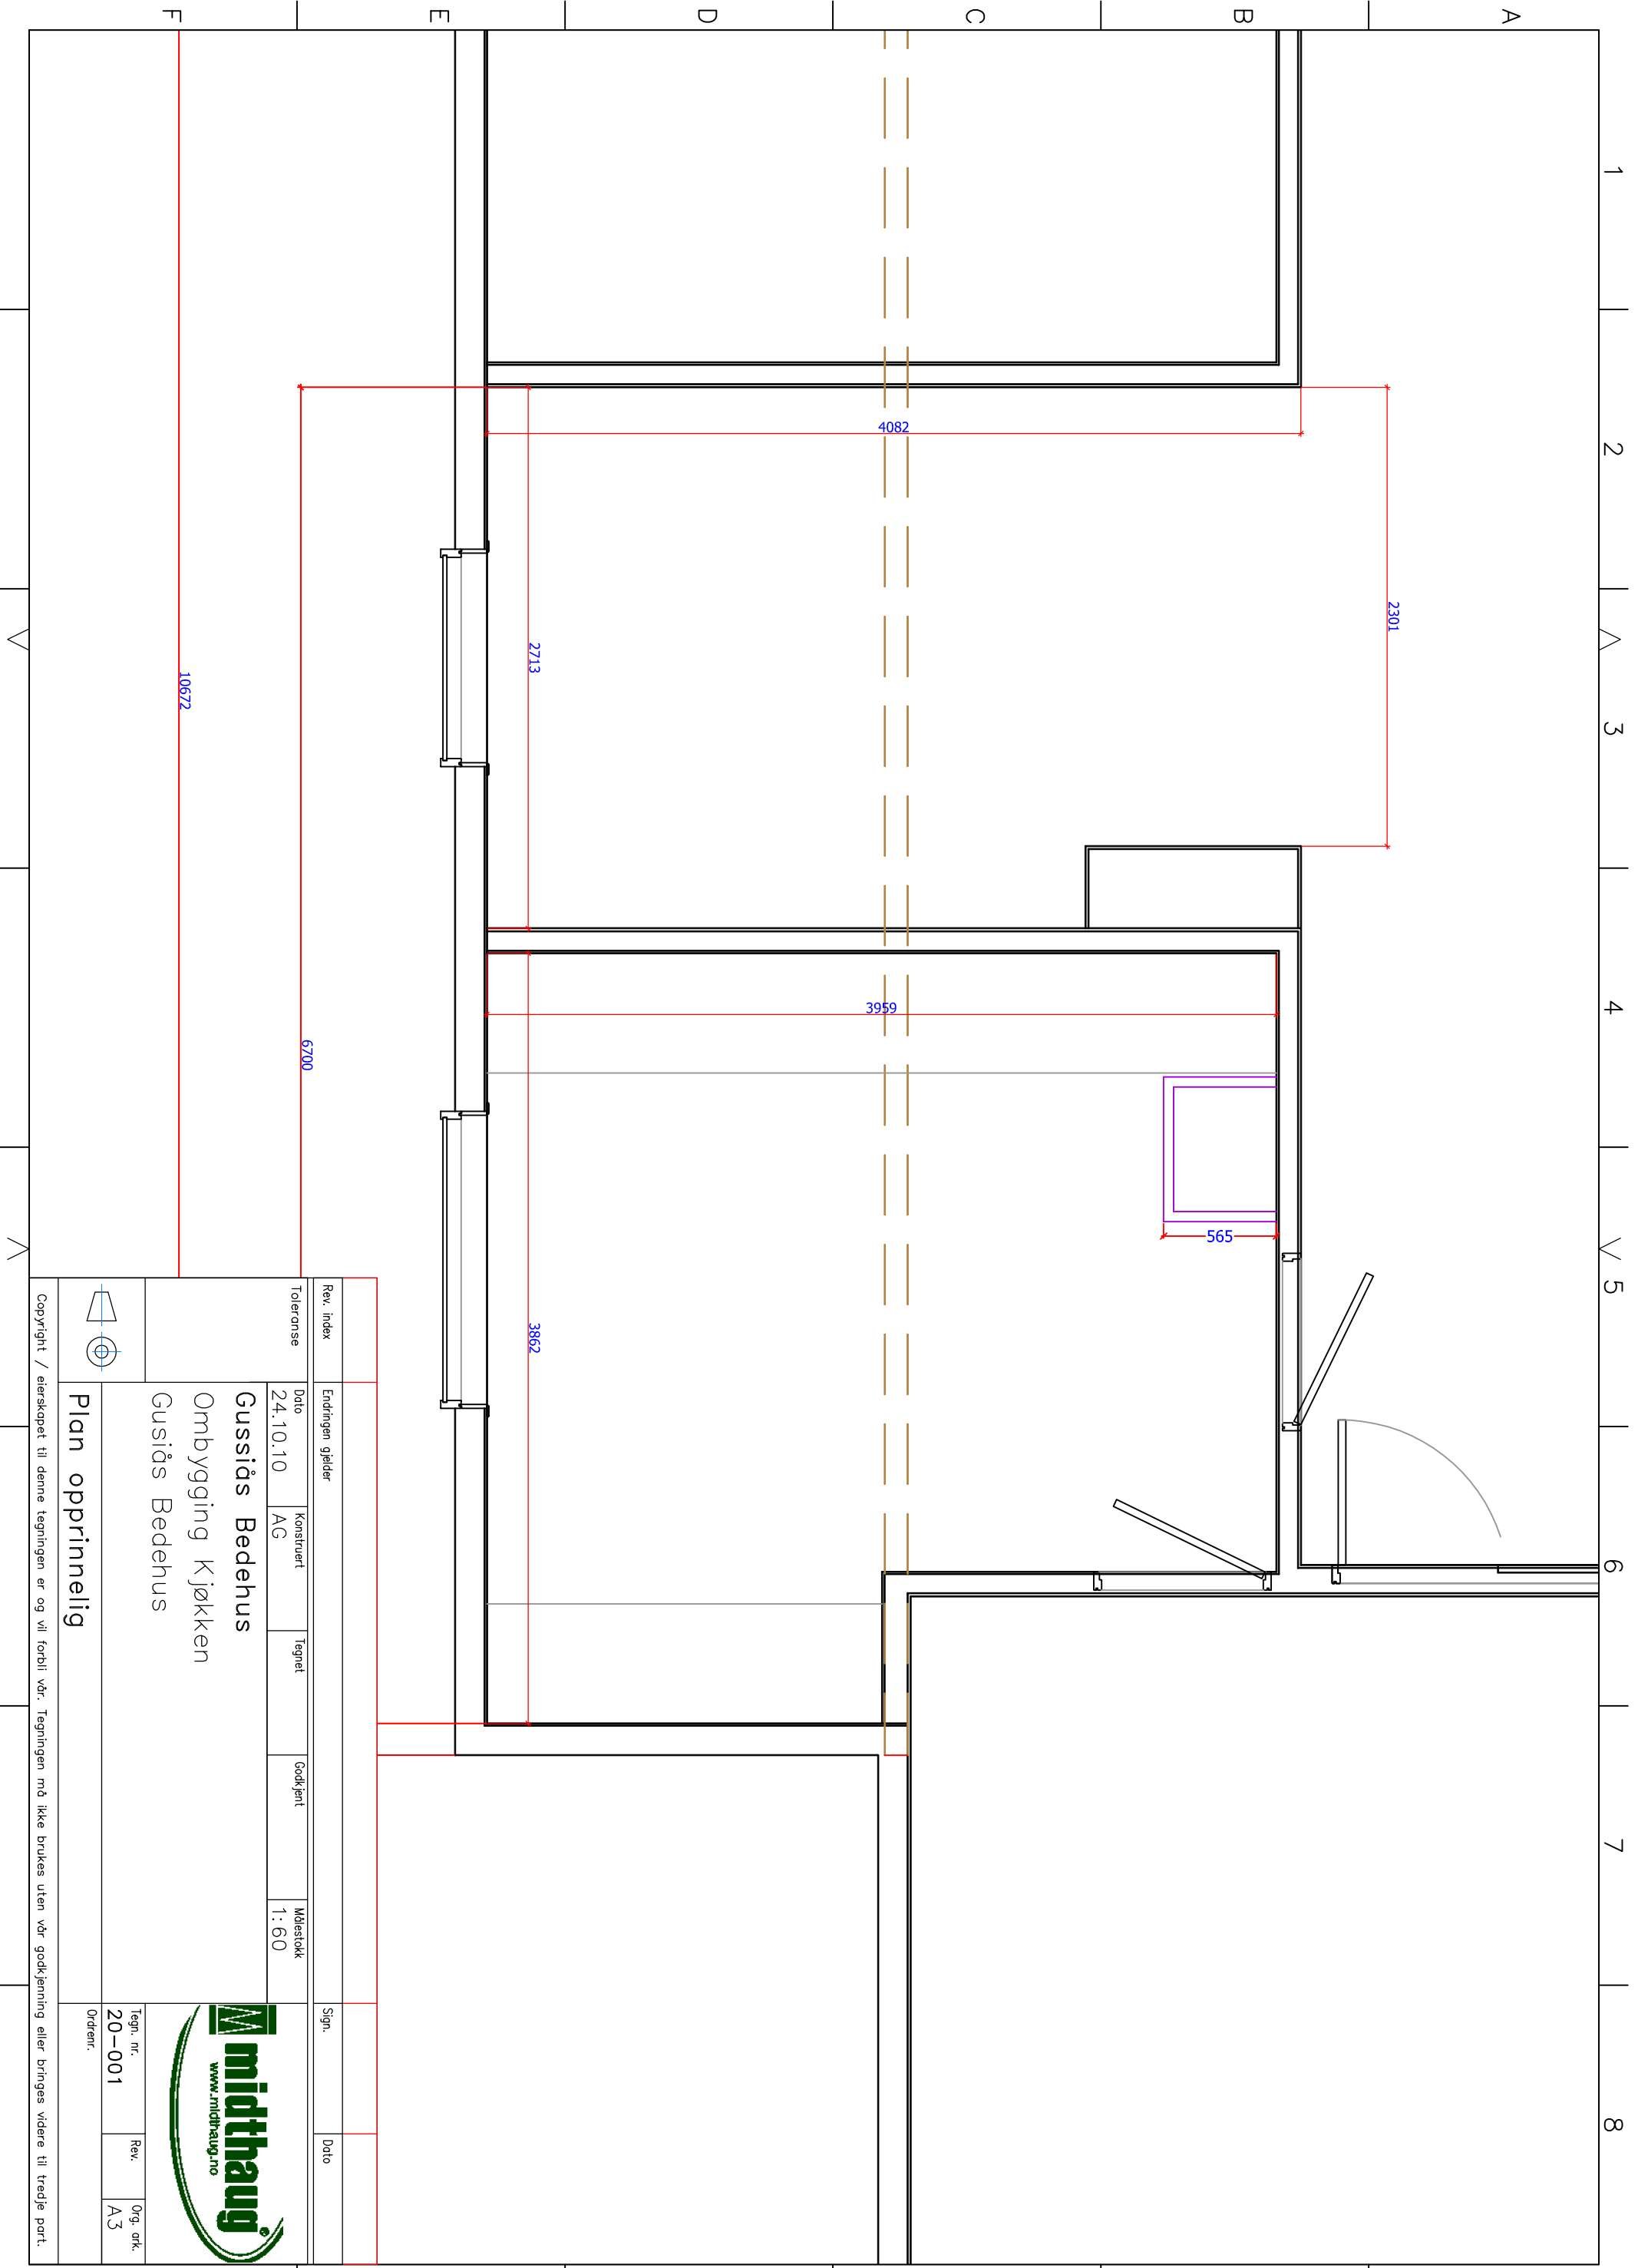 1
2
3
4
5
6
7
8
A
B
C
D
E
F
2301
4082
2713
3959
565
3862
6700
10672
Rev. index
Endringen gjelder
Sign.
Dato
Toleranse
Dato
24.10.10
Konstruert
AG
Tegnet
Godkjent
Målestokk
1:60
Gussiås Bedehus
Ombygging Kjøkken
Gusiås Bedehus
M midthaug®
www.midthaug.no
Plan opprinnelig
Tegn. nr.
20-001
Rev.
Org. ark.
A3
Ordrenr.
Copyright / eierskapet til denne tegningen er og vil forbli vår. Tegningen må ikke brukes uten vår godkjenning eller bringes videre til tredje part.